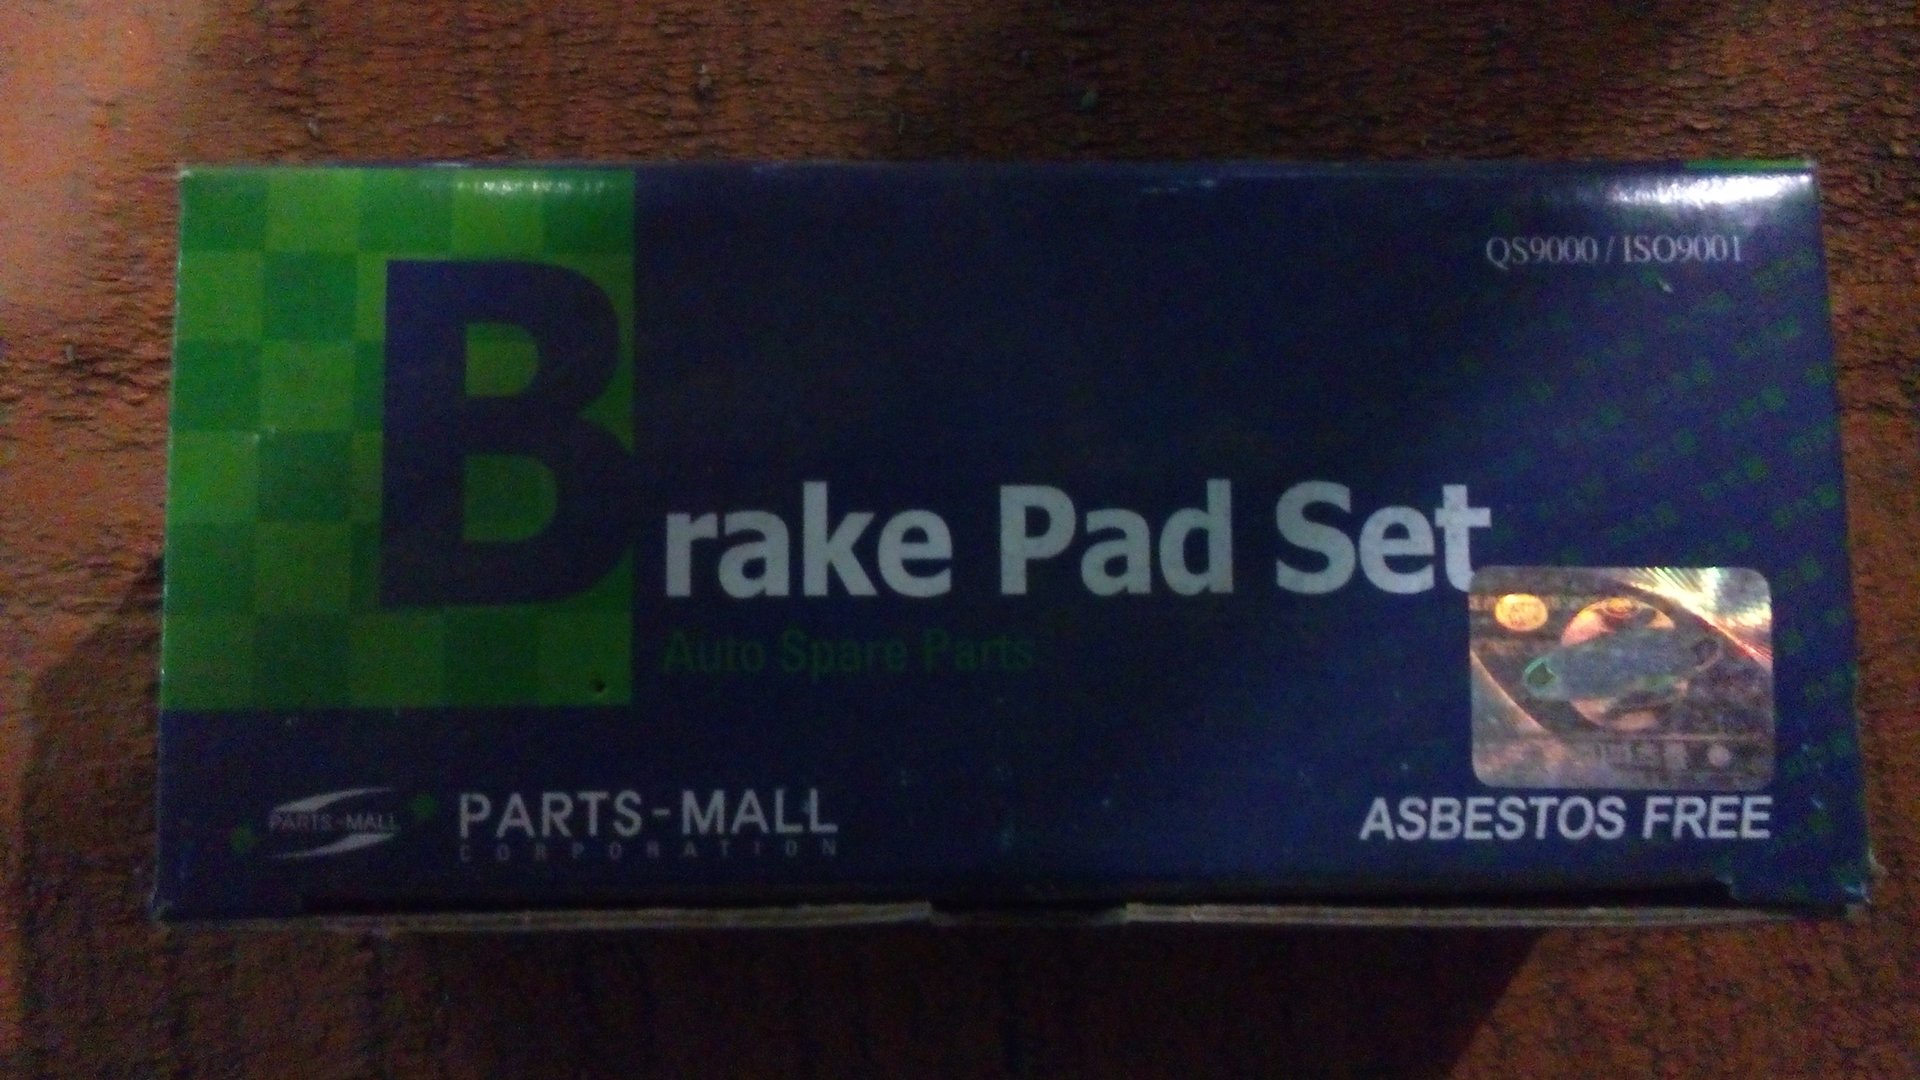 QS9000 / ISO9001
Brake Pad Set
Auto Spare Parts
PARTS-MALL
PARTS-MALL
CORPORATION
ASBESTOS FREE